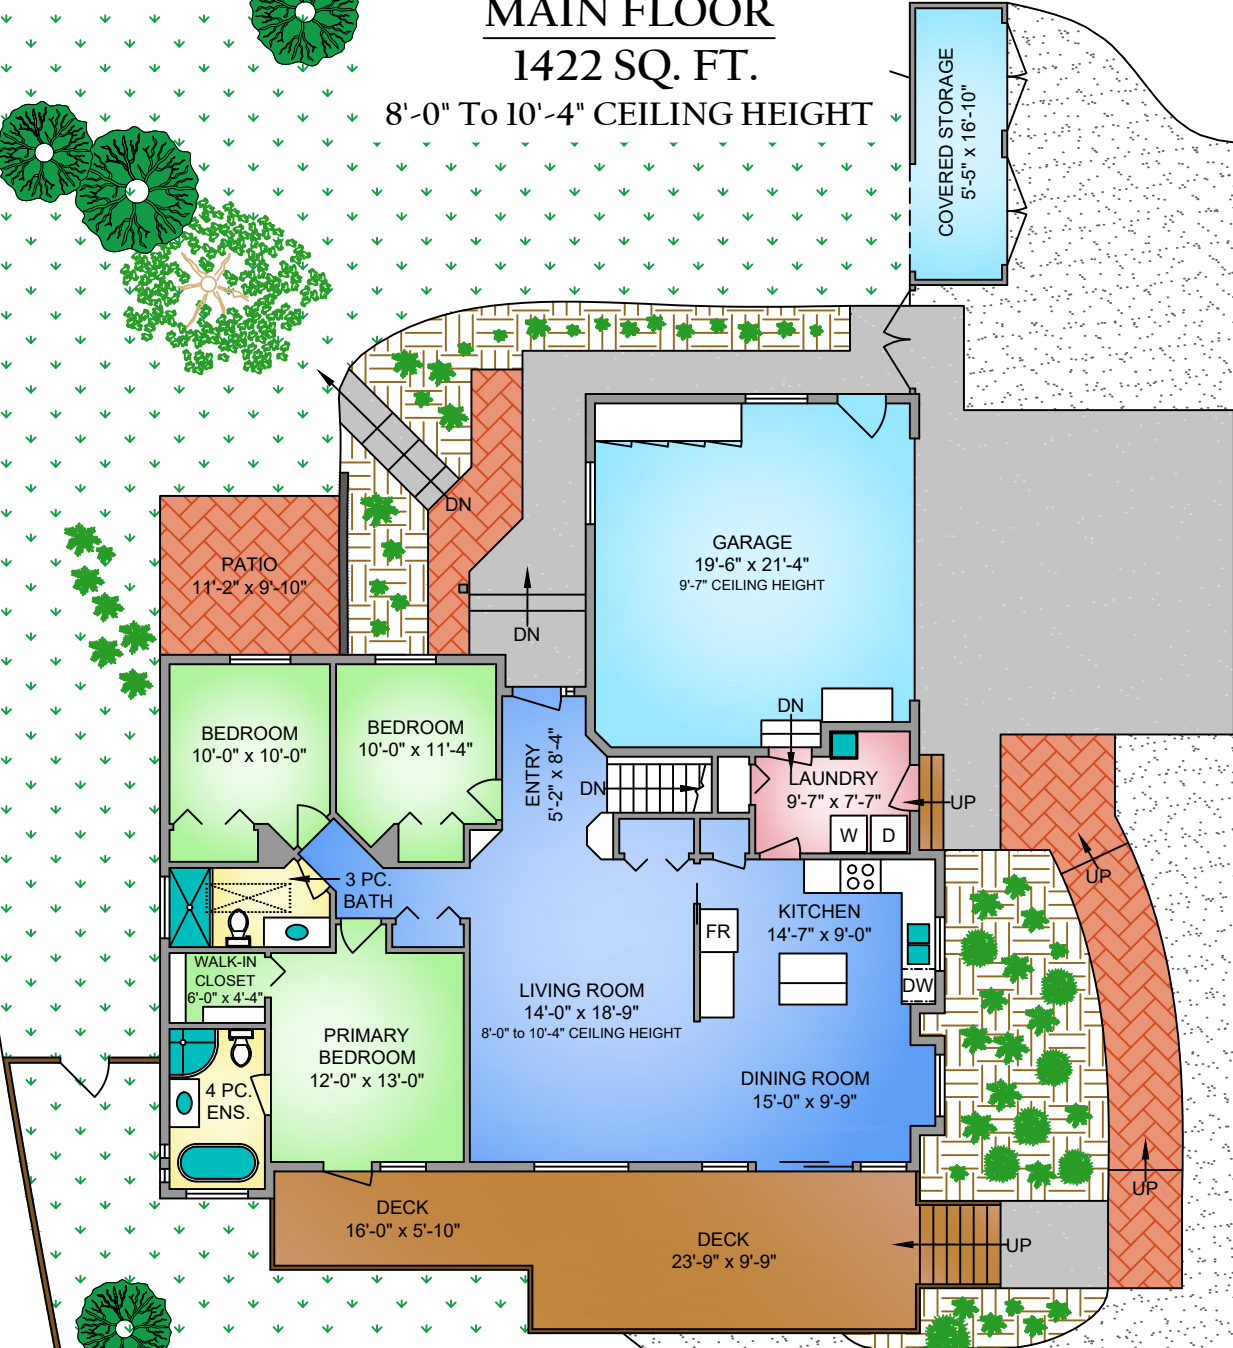 MAIN FLOOR
1422 SQ. FT.
8'-0" To 10'-4" CEILING HEIGHT
COVERED STORAGE
5'-5" x 16'-10"
DN
PATIO
11'-2" x 9'-10"
GARAGE
19'-6" x 21'-4"
9'-7" CEILING HEIGHT
DN
DN
BEDROOM
10'-0" x 10'-0"
BEDROOM
10'-0" x 11'-4"
ENTRY
5'-2" x 8'-4"
DN
LAUNDRY
9'-7" x 7'-7"
UP
W
D
UP
3 PC.
BATH
KITCHEN
14'-7" x 9'-0"
FR
DW
WALK-IN
CLOSET
6'-0" x 4'-4"
LIVING ROOM
14'-0" x 18'-9"
8'-0" to 10'-4" CEILING HEIGHT
PRIMARY
BEDROOM
12'-0" x 13'-0"
4 PC.
ENS.
DINING ROOM
15'-0" x 9'-9"
UP
DECK
16'-0" x 5'-10"
DECK
23'-9" x 9'-9"
UP